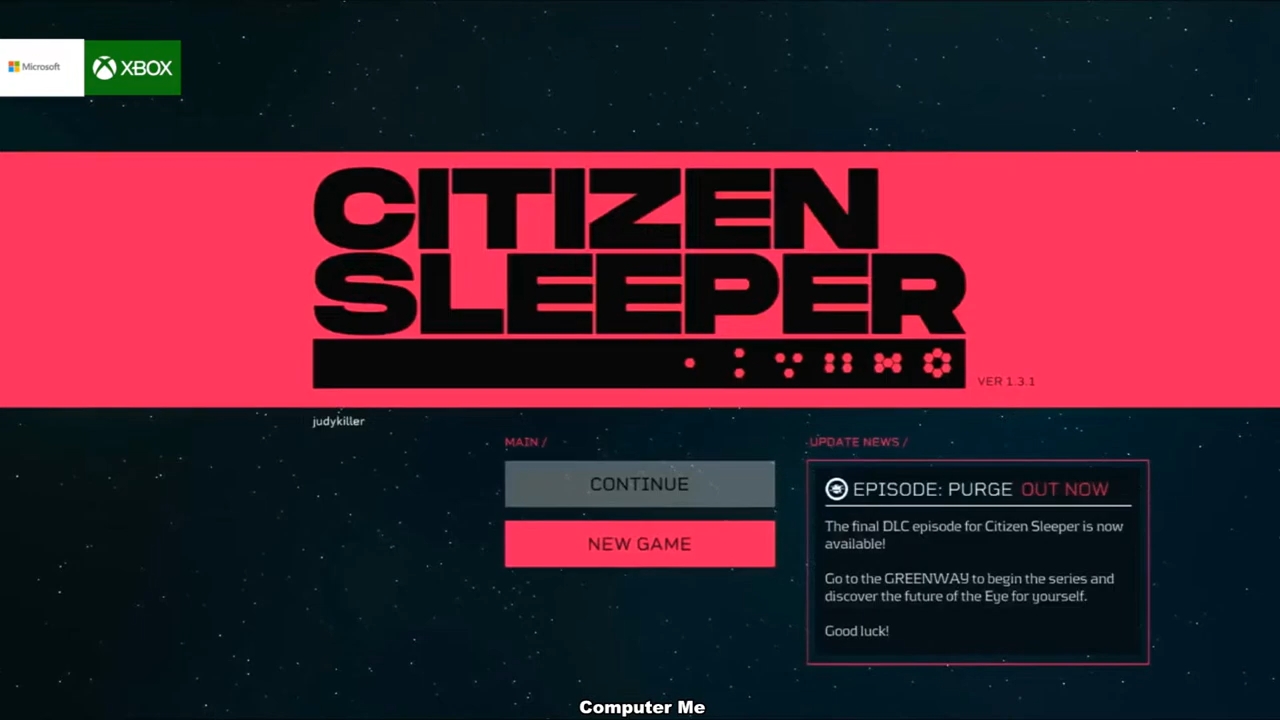 Microsoft
XBOX
CITIZEN
SLEEPER
VER 1.3.1
judykiller
MAIN /
CONTINUE
NEW GAME
UPDATE NEWS /
EPISODE: PURGE OUT NOW
The final DLC episode for Citizen Sleeper is now
available!
Go to the GREENWAY to begin the series and
discover the future of the Eye for yourself.
Good luck!
Computer Me